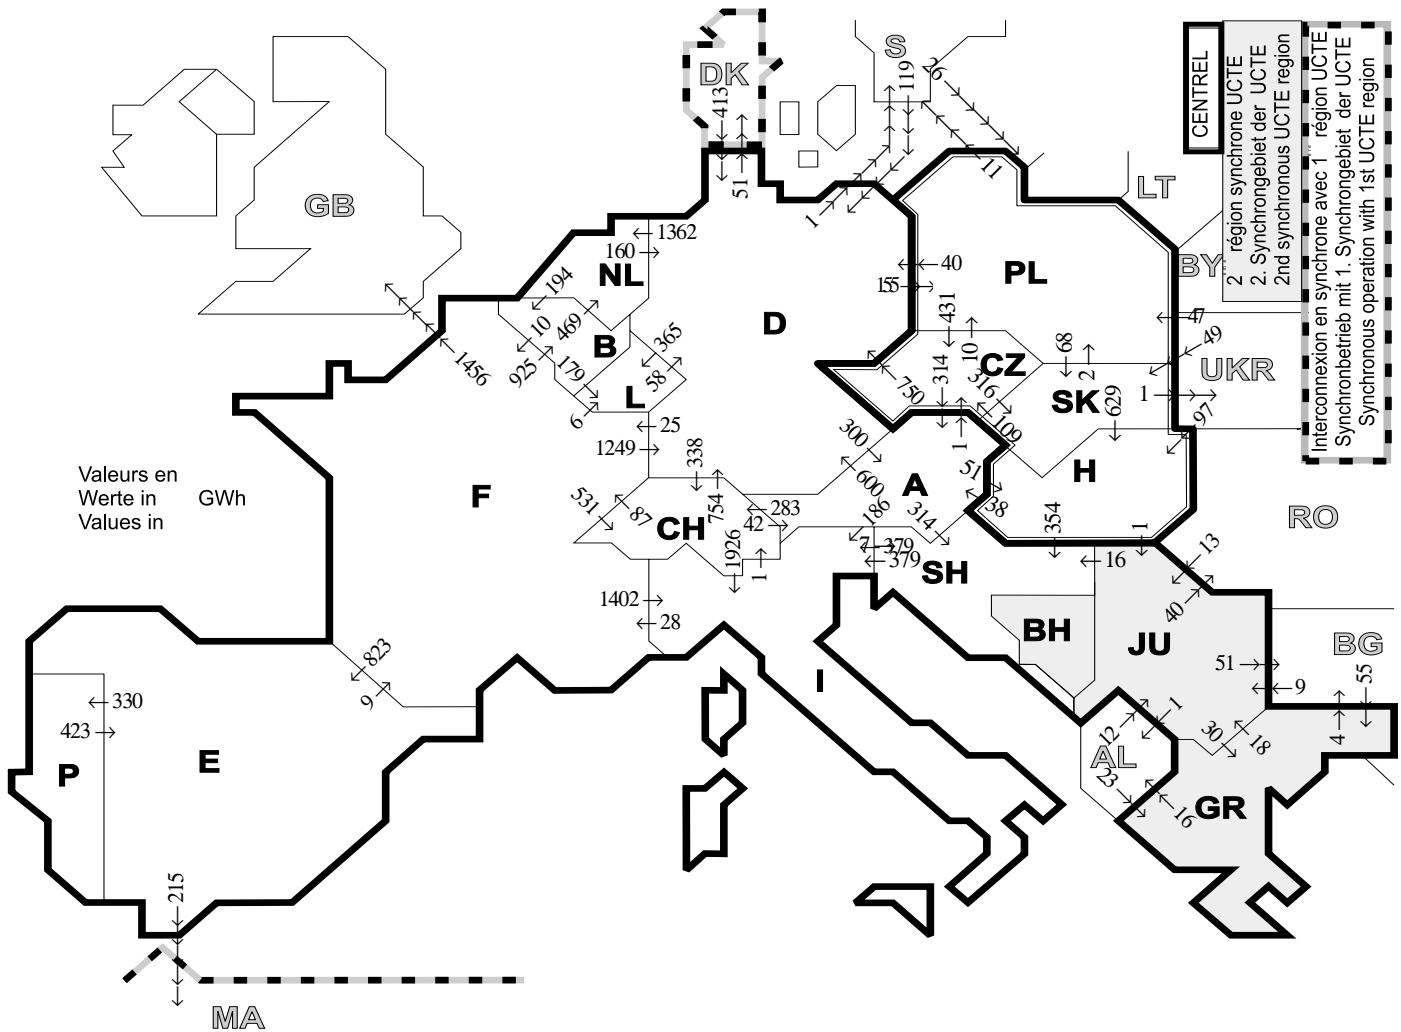 DK
S
119
26
413
51
11
1
LT
GB
1362
160
NL
194
PL
BY
40
155
D
10
469
B
431
10
47
49
365
925
179
58
L
6
1456
CZ
68
2
SK
UKR
750
314
316
1
629
97
109
1
25
1249
300
600
338
754
531
87
CH
283
42
1926
1
A
51
38
H
354
1
314
186
7
379
379
SH
16
13
40
RO
Valeurs en
Werte in
Values in
GWh
F
1402
28
BH
JU
BG
51
9
55
4
823
9
I
330
423
P
E
12
1
AL
23
16
30
18
GR
215
MA
CENTREL
2 région synchrone UCTE
2. Synchrongebiet der UCTE
2nd synchronous UCTE region
Interconnexion en synchrone avec 1 région UCTE
Synchronbetrieb mit 1. Synchrongebiet der UCTE
Synchronous operation with 1st UCTE region